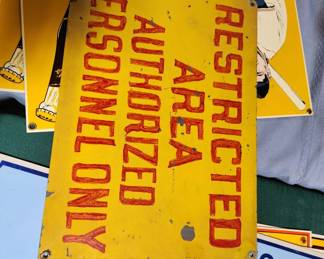 RESTRICTED
AREA
AUTHORIZED
PERSONNEL ONLY